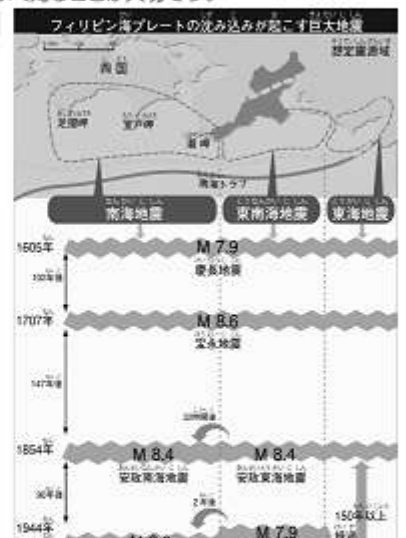 フィリピン海プレートの沈み込みが起こす巨大地震
想定震源域
四国
足摺岬
室戸岬
潮岬
南海トラフ
南海地震
東南海地震
東海地震
1605年
M 7.9
慶長地震
102年後
1707年
M 8.6
宝永地震
147年後
32時間後
1854年
M 8.4
M 8.4
安政南海地震
安政東海地震
90年後
2年後
150年以上
1944年
M 7.9